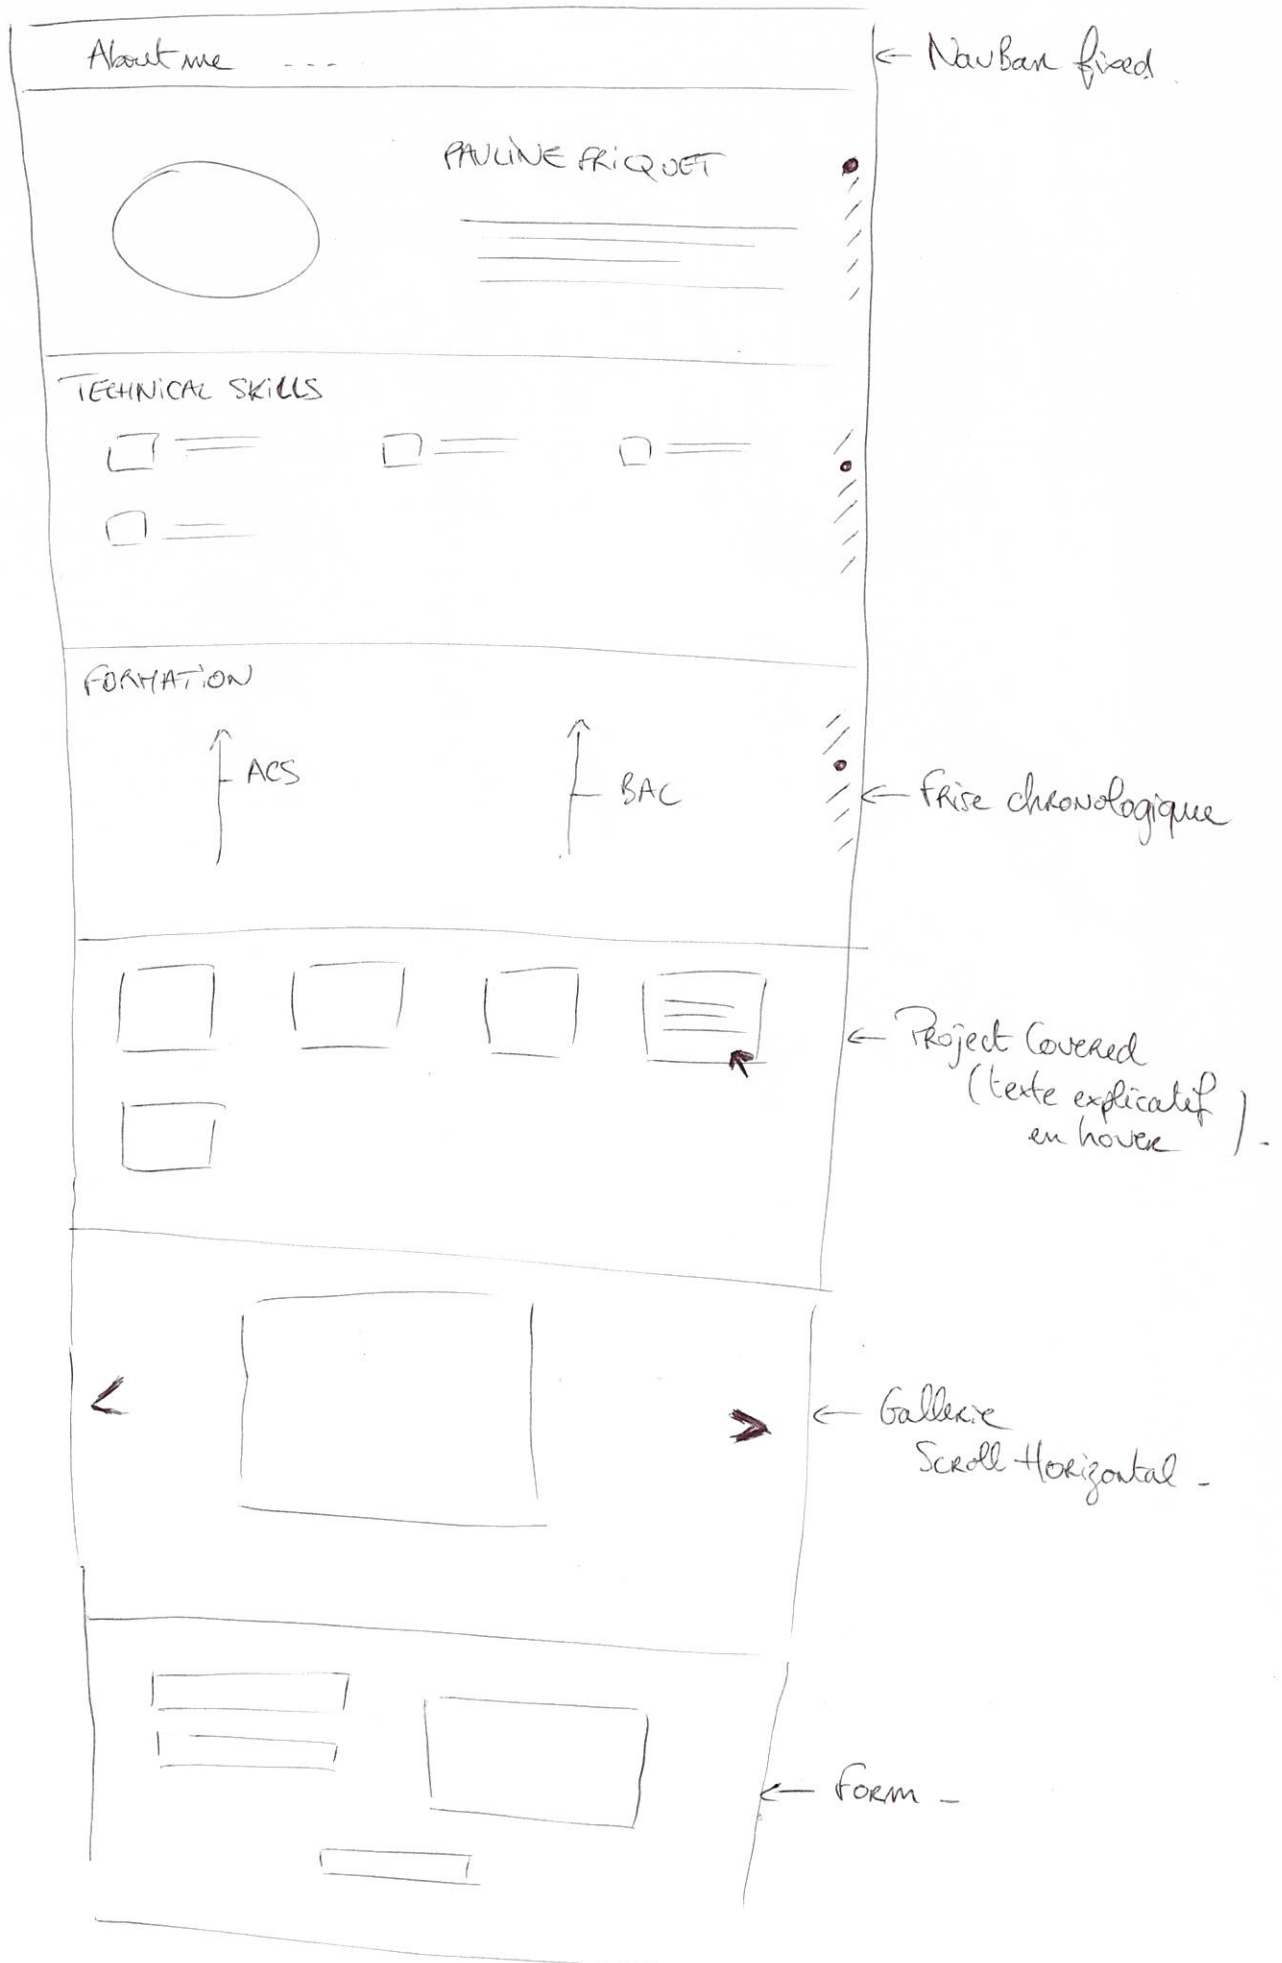 About me ---
← NavBar fixed
PAULINE FRICQUET
TECHNICAL SKILLS
FORMATION
ACS
BAC
← Frise chronologique
← Project Covered
(texte explicatif
en hover).
← Gallerie
Scroll Horizontal -
← Form -